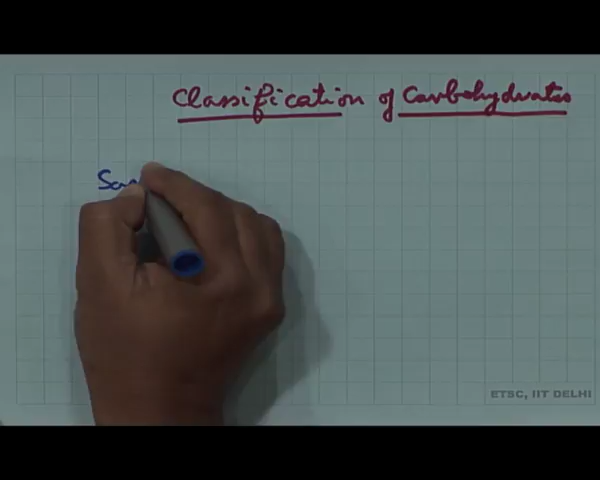 Classification of Carbohydrates
ETSC, IIT DELHI